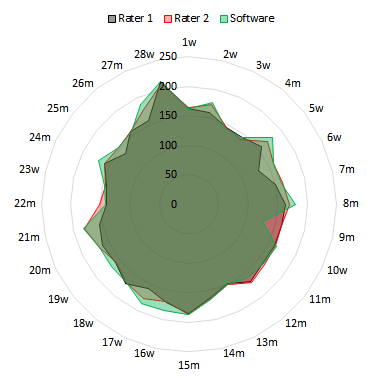 Rater 1 Rater 2 Software
250
200
150
100
50
0
1w
2w
3w
4m
5w
6w
7m
8m
9m
10w
11m
12m
13m
14m
15m
16w
17w
18w
19w
20m
21m
22m
23w
24m
25m
26m
27m
28w